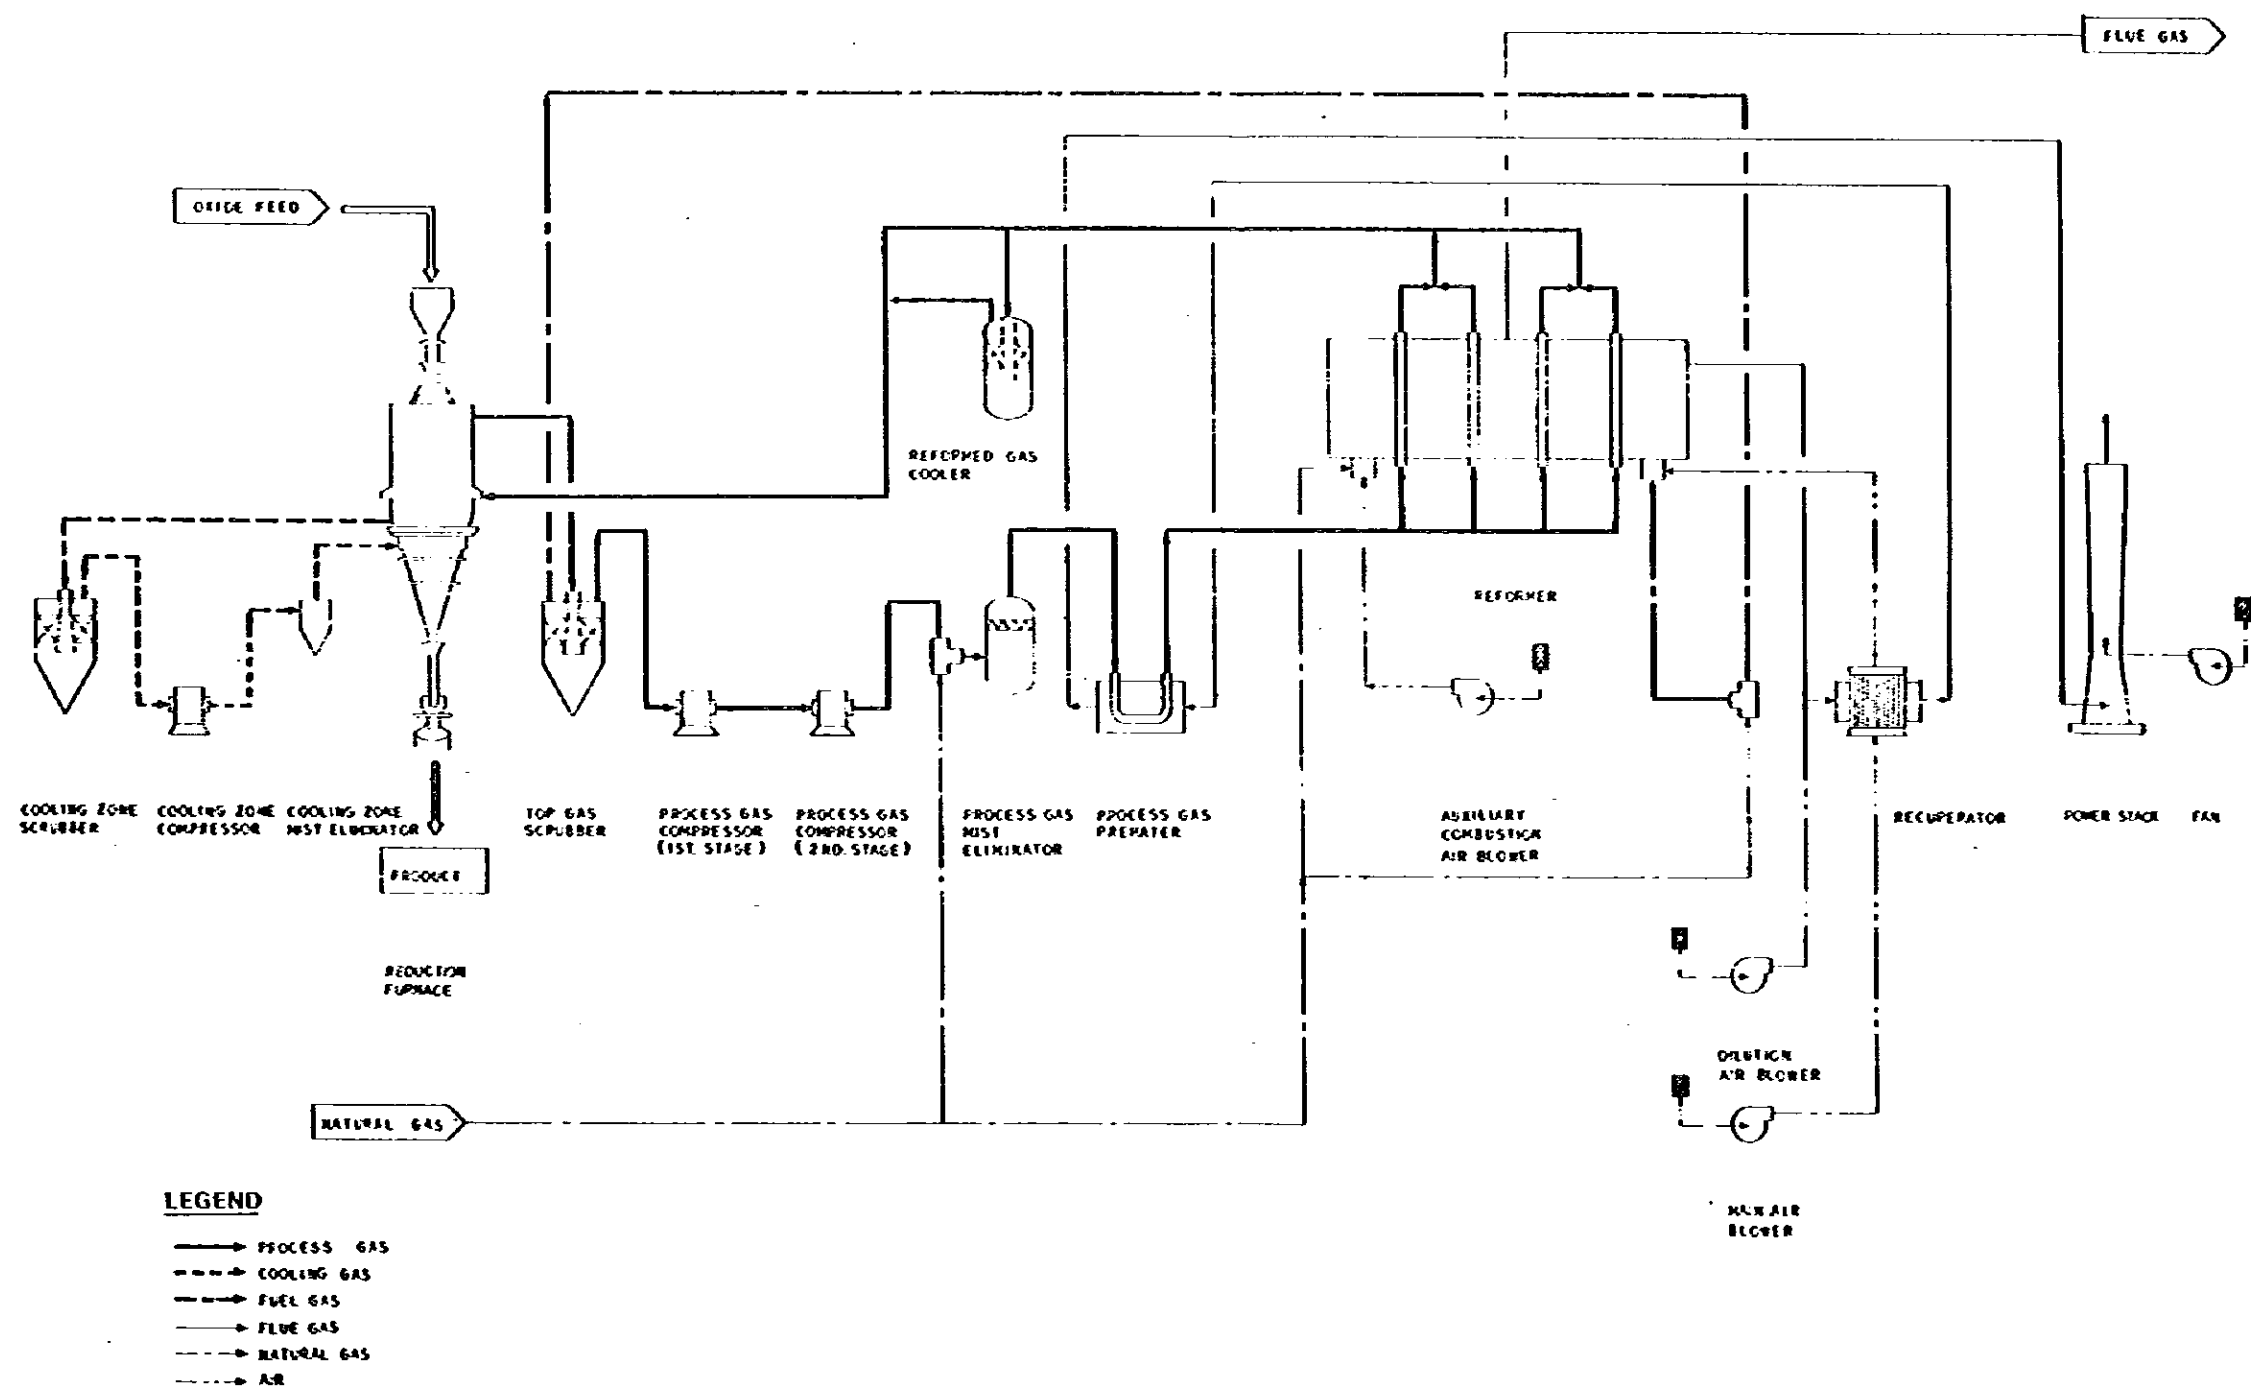 FLUE GAS
OXIDE FEED
REFORMED GAS
COOLER
REFORMER
COOLING ZONE
SCRUBBER
COOLING ZONE
COMPRESSOR
COOLING ZONE
MIST ELIMINATOR
TOP GAS
SCRUBBER
PROCESS GAS
COMPRESSOR
(1ST. STAGE)
PROCESS GAS
COMPRESSOR
(2ND. STAGE)
PROCESS GAS
MIST
ELIMINATOR
PROCESS GAS
PREHATER
AUXILIARY
COMBUSTION
AIR BLOWER
RECUPERATOR
POWER STACK
FAN
PRODUCT
REDUCTION
FURNACE
DILUTION
AIR BLOWER
NATURAL GAS
MAIN AIR
BLOWER
LEGEND
PROCESS GAS
COOLING GAS
FUEL GAS
FLUE GAS
NATURAL GAS
AIR